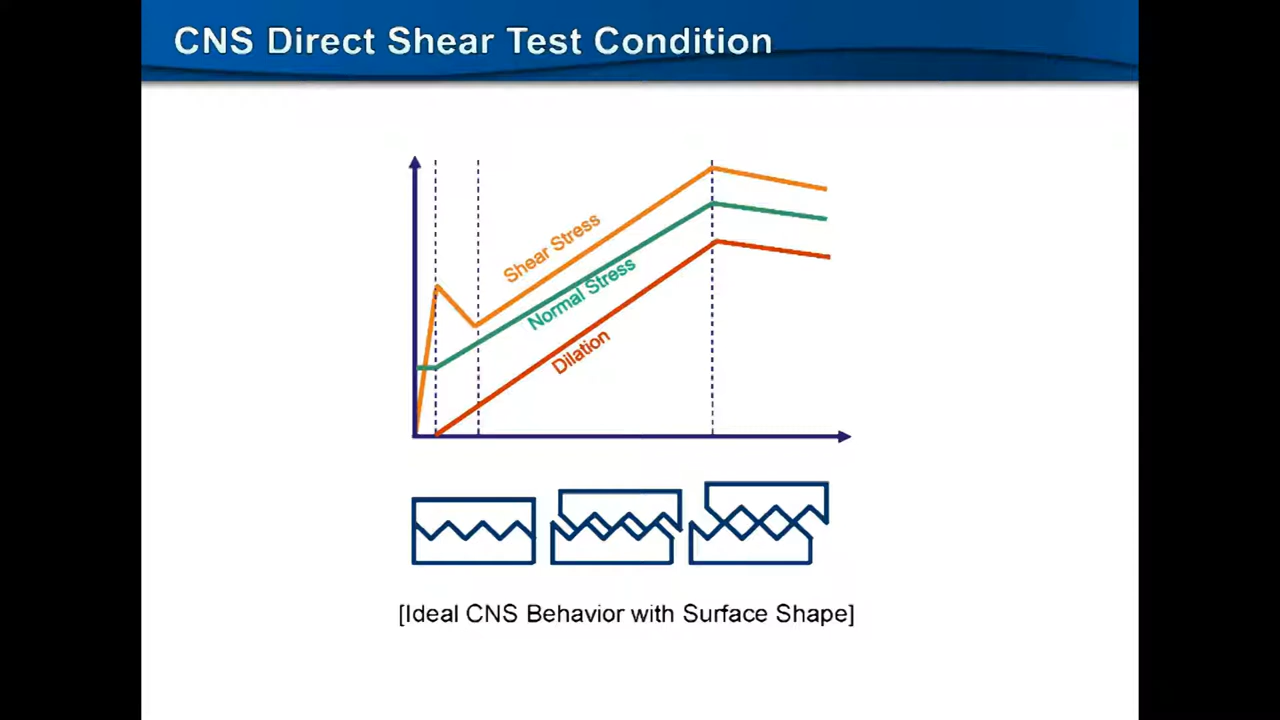 CNS Direct Shear Test Condition
Shear Stress
Normal Stress
Dilation
[Ideal CNS Behavior with Surface Shape]